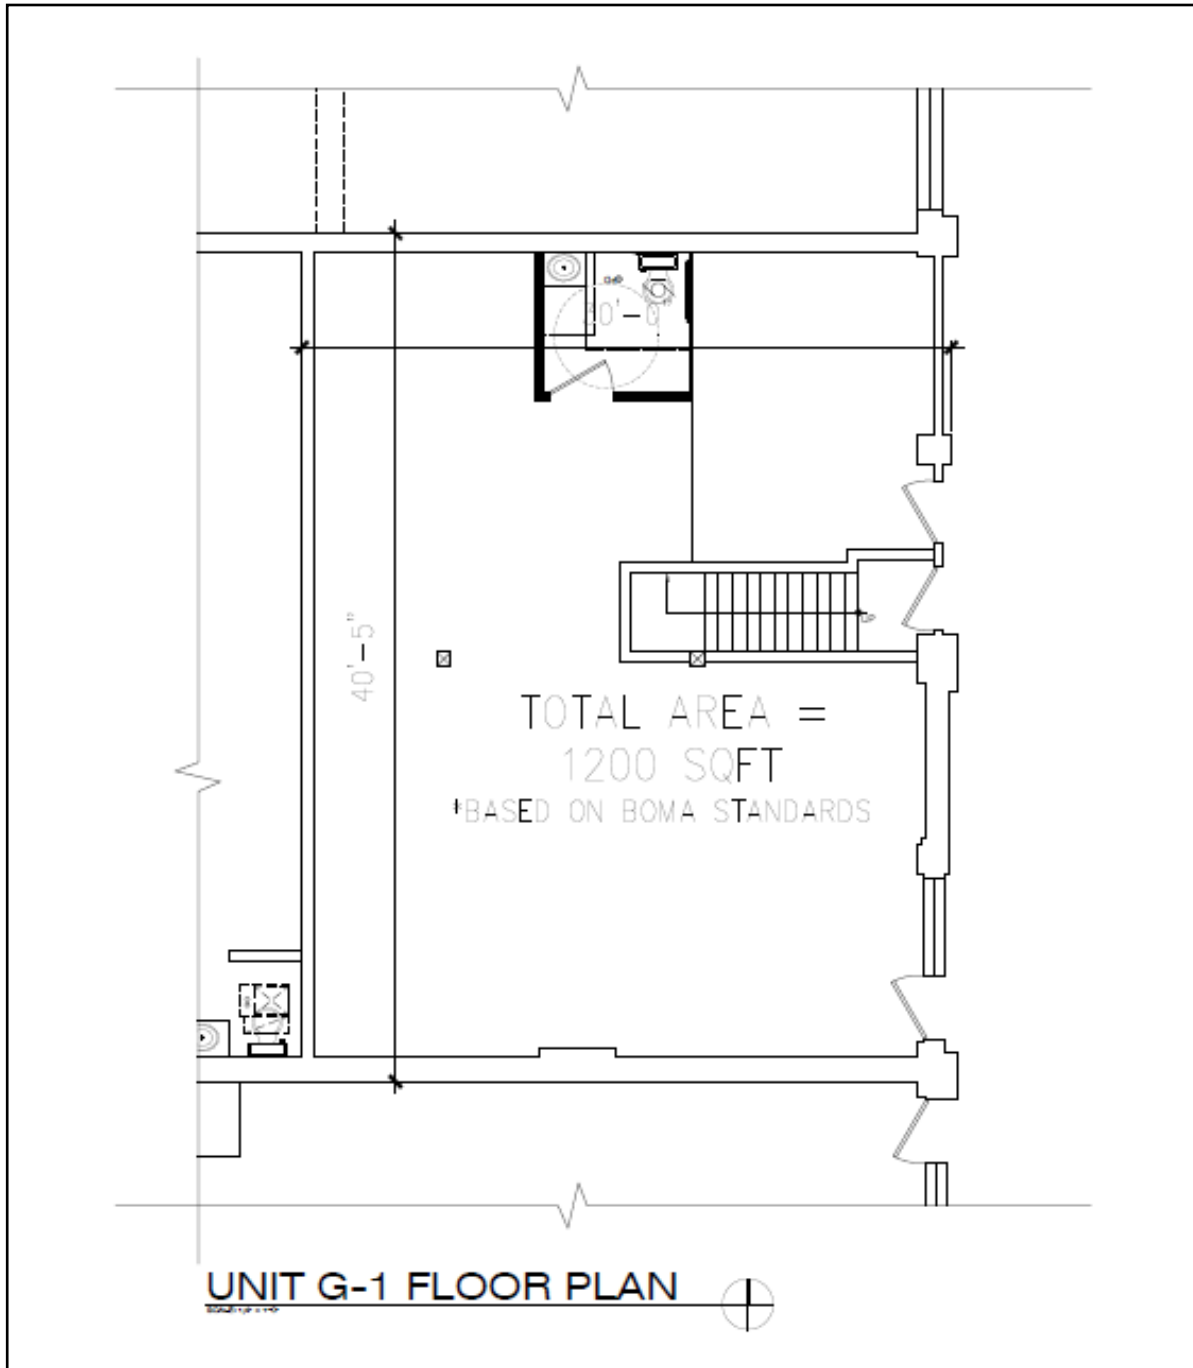 30'-0"
40'-5"
TOTAL AREA =
1200 SQFT
*BASED ON BOMA STANDARDS
UNIT G-1 FLOOR PLAN